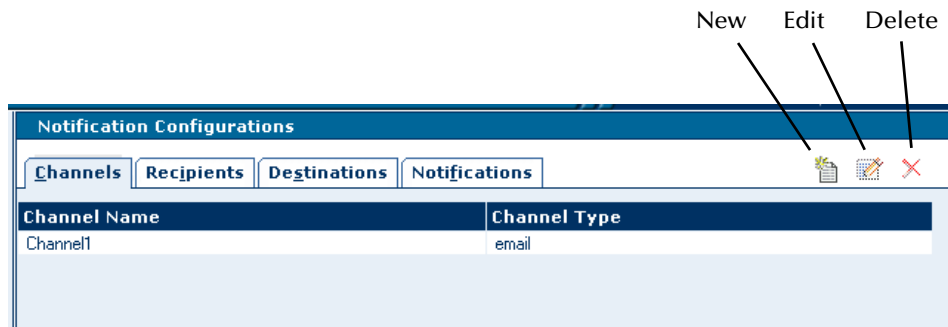 New Edit Delete
Notification Configurations
Channels Recipients Destinations Notifications
Channel Name Channel Type
Channel1 email